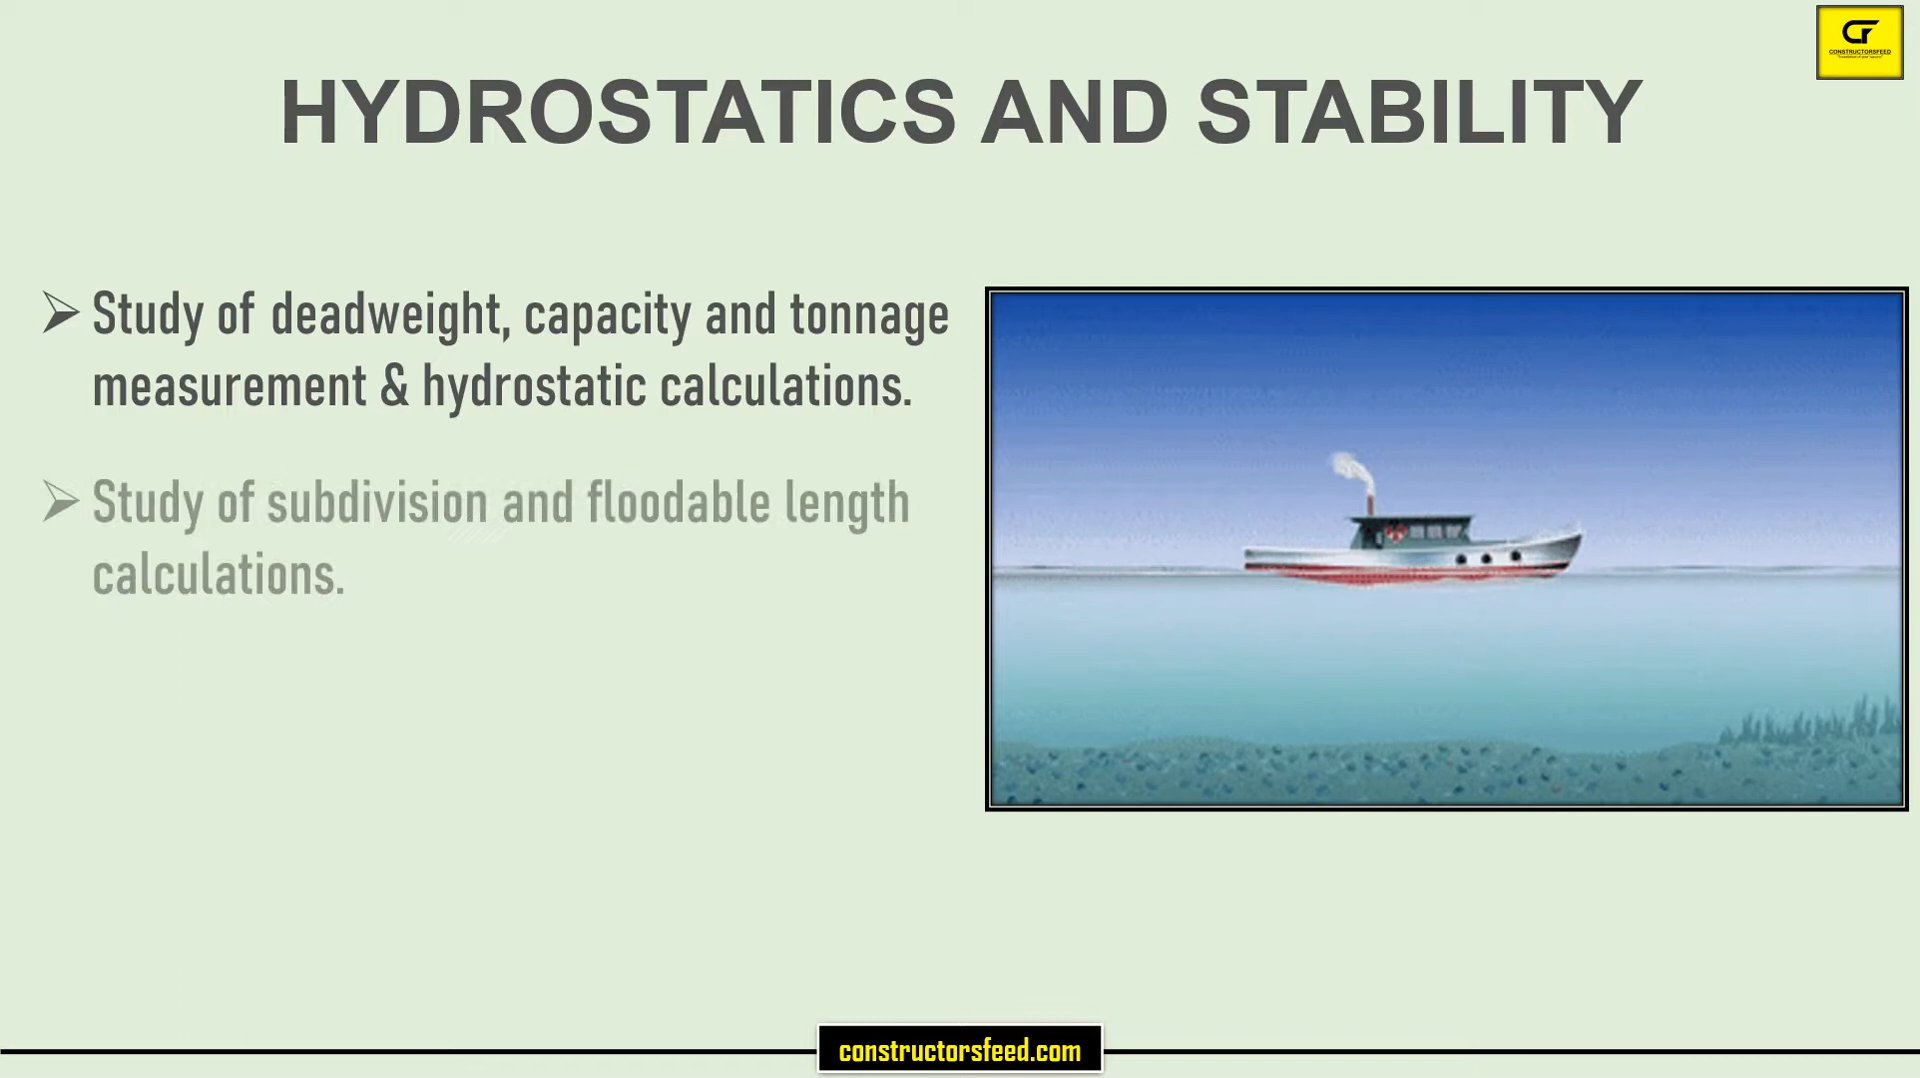 CONSTRUCTORSFEED
HYDROSTATICS AND STABILITY
Study of deadweight, capacity and tonnage
measurement & hydrostatic calculations.
Study of subdivision and floodable length
calculations.
constructorsfeed.com